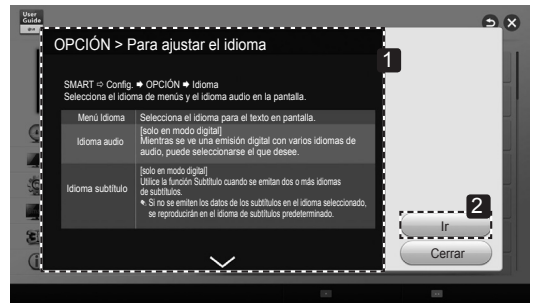 User
Guide
OPCIÓN > Para ajustar el idioma
1
SMART ⇨ Config. ➡ OPCIÓN ➡ Idioma
Selecciona el idioma de menús y el idioma audio en la pantalla.
Menú Idioma Selecciona el idioma para el texto en pantalla.
Idioma audio
[solo en modo digital]
Mientras se ve una emisión digital con varios idiomas de
audio, puede seleccionarse el que desee.
Idioma subtítulo
[solo en modo digital]
Utilice la función Subtítulo cuando se emitan dos o más idiomas
de subtítulos.
Si no se emiten los datos de los subtítulos en el idioma seleccionado,
se reproducirán en el idioma de subtítulos predeterminado.
2
Ir
Cerrar